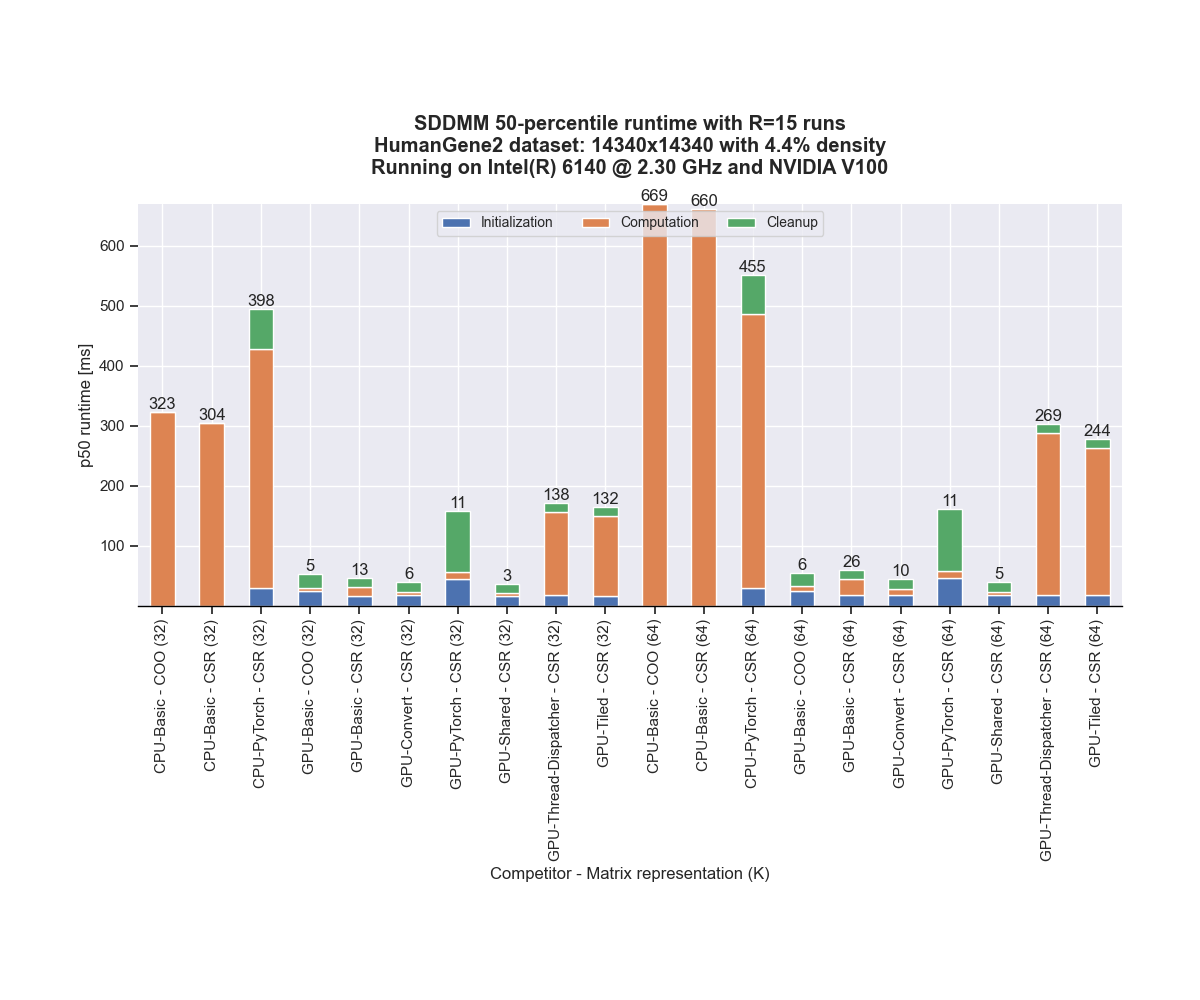 SDDMM 50-percentile runtime with R=15 runs
HumanGene2 dataset: 14340x14340 with 4.4% density
Running on Intel(R) 6140 @ 2.30 GHz and NVIDIA V100
Initialization
Computation
Cleanup
p50 runtime [ms]
600
500
400
300
200
100
323
304
398
5
13
6
11
3
138
132
669
660
455
6
26
10
11
5
269
244
CPU-Basic - COO (32)
CPU-Basic - CSR (32)
CPU-PyTorch - CSR (32)
GPU-Basic - COO (32)
GPU-Basic - CSR (32)
GPU-Convert - CSR (32)
GPU-PyTorch - CSR (32)
GPU-Shared - CSR (32)
GPU-Thread-Dispatcher - CSR (32)
GPU-Tiled - CSR (32)
CPU-Basic - COO (64)
CPU-Basic - CSR (64)
CPU-PyTorch - CSR (64)
GPU-Basic - COO (64)
GPU-Basic - CSR (64)
GPU-Convert - CSR (64)
GPU-PyTorch - CSR (64)
GPU-Shared - CSR (64)
GPU-Thread-Dispatcher - CSR (64)
GPU-Tiled - CSR (64)
Competitor - Matrix representation (K)